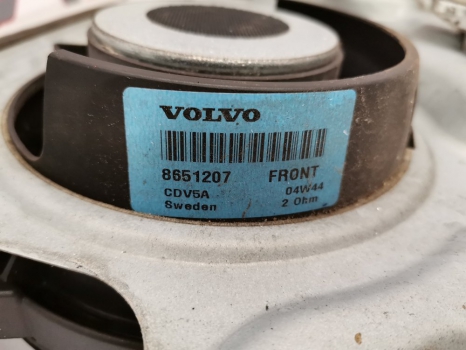 VOLVO
8651207 FRONT
CDV5A 04W44
Sweden 2 Ohm